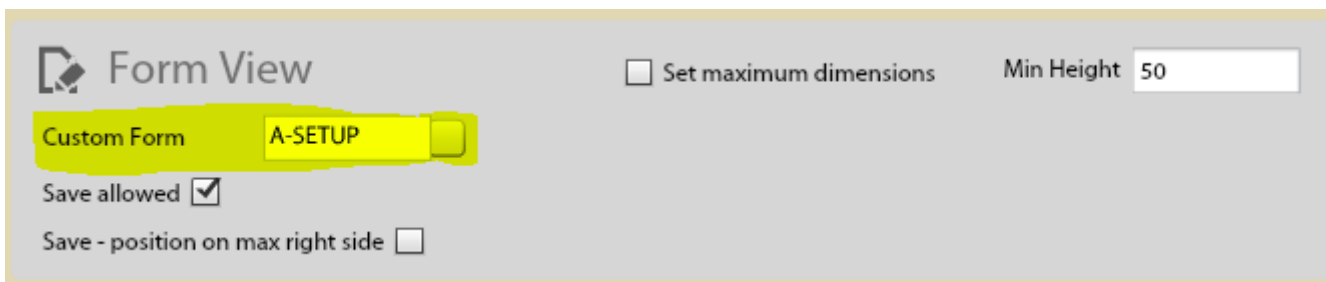 Form View
Set maximum dimensions
Min Height 50
Custom Form A-SETUP
Save allowed
Save - position on max right side